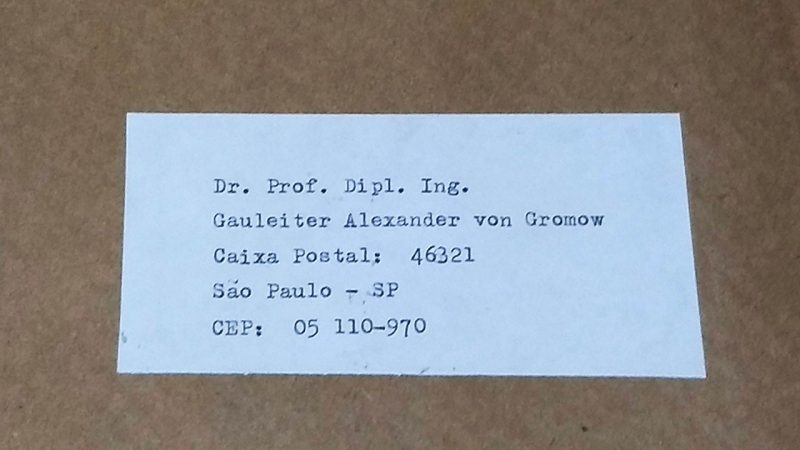 Dr. Prof. Dipl. Ing.
Gauleiter Alexander von Gromow
Caixa Postal: 46321
São Paulo - SP
CEP: 05 110-970